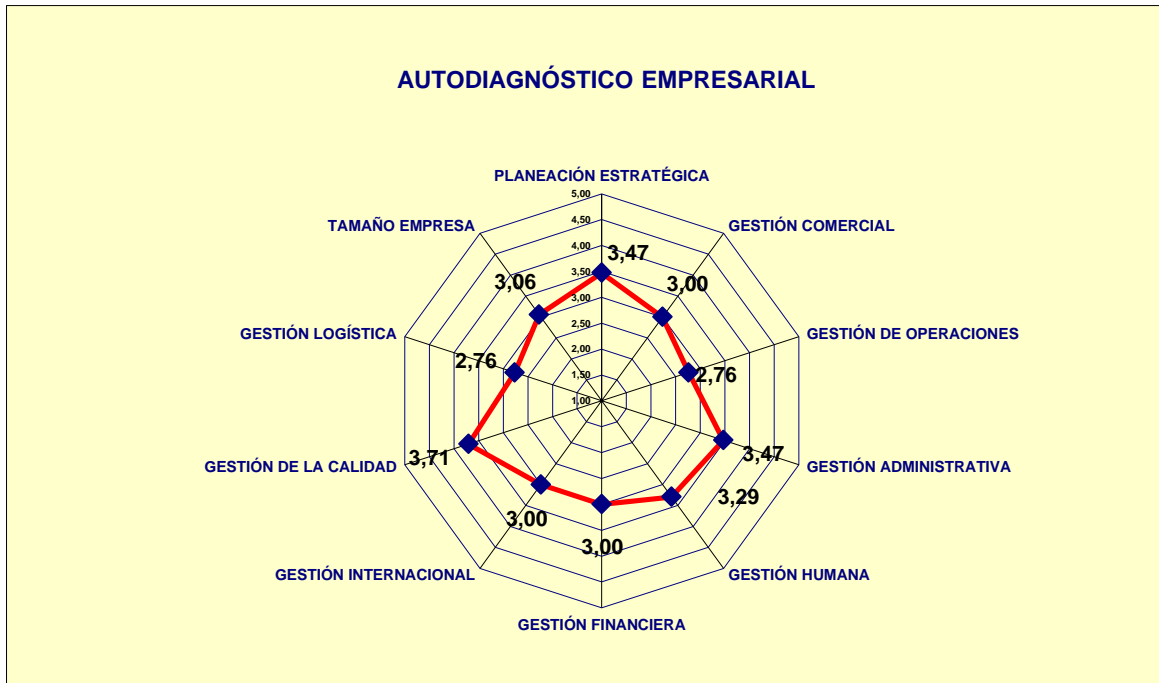 AUTODIAGNÓSTICO EMPRESARIAL
PLANEACIÓN ESTRATÉGICA
5,00
4,50
4,00
3,50
3,00
2,50
2,00
1,50
1,00
3,47
GESTIÓN COMERCIAL
3,00
GESTIÓN DE OPERACIONES
2,76
GESTIÓN ADMINISTRATIVA
3,47
GESTIÓN HUMANA
3,29
GESTIÓN FINANCIERA
3,00
GESTIÓN INTERNACIONAL
3,00
GESTIÓN DE LA CALIDAD
3,71
GESTIÓN LOGÍSTICA
2,76
TAMAÑO EMPRESA
3,06